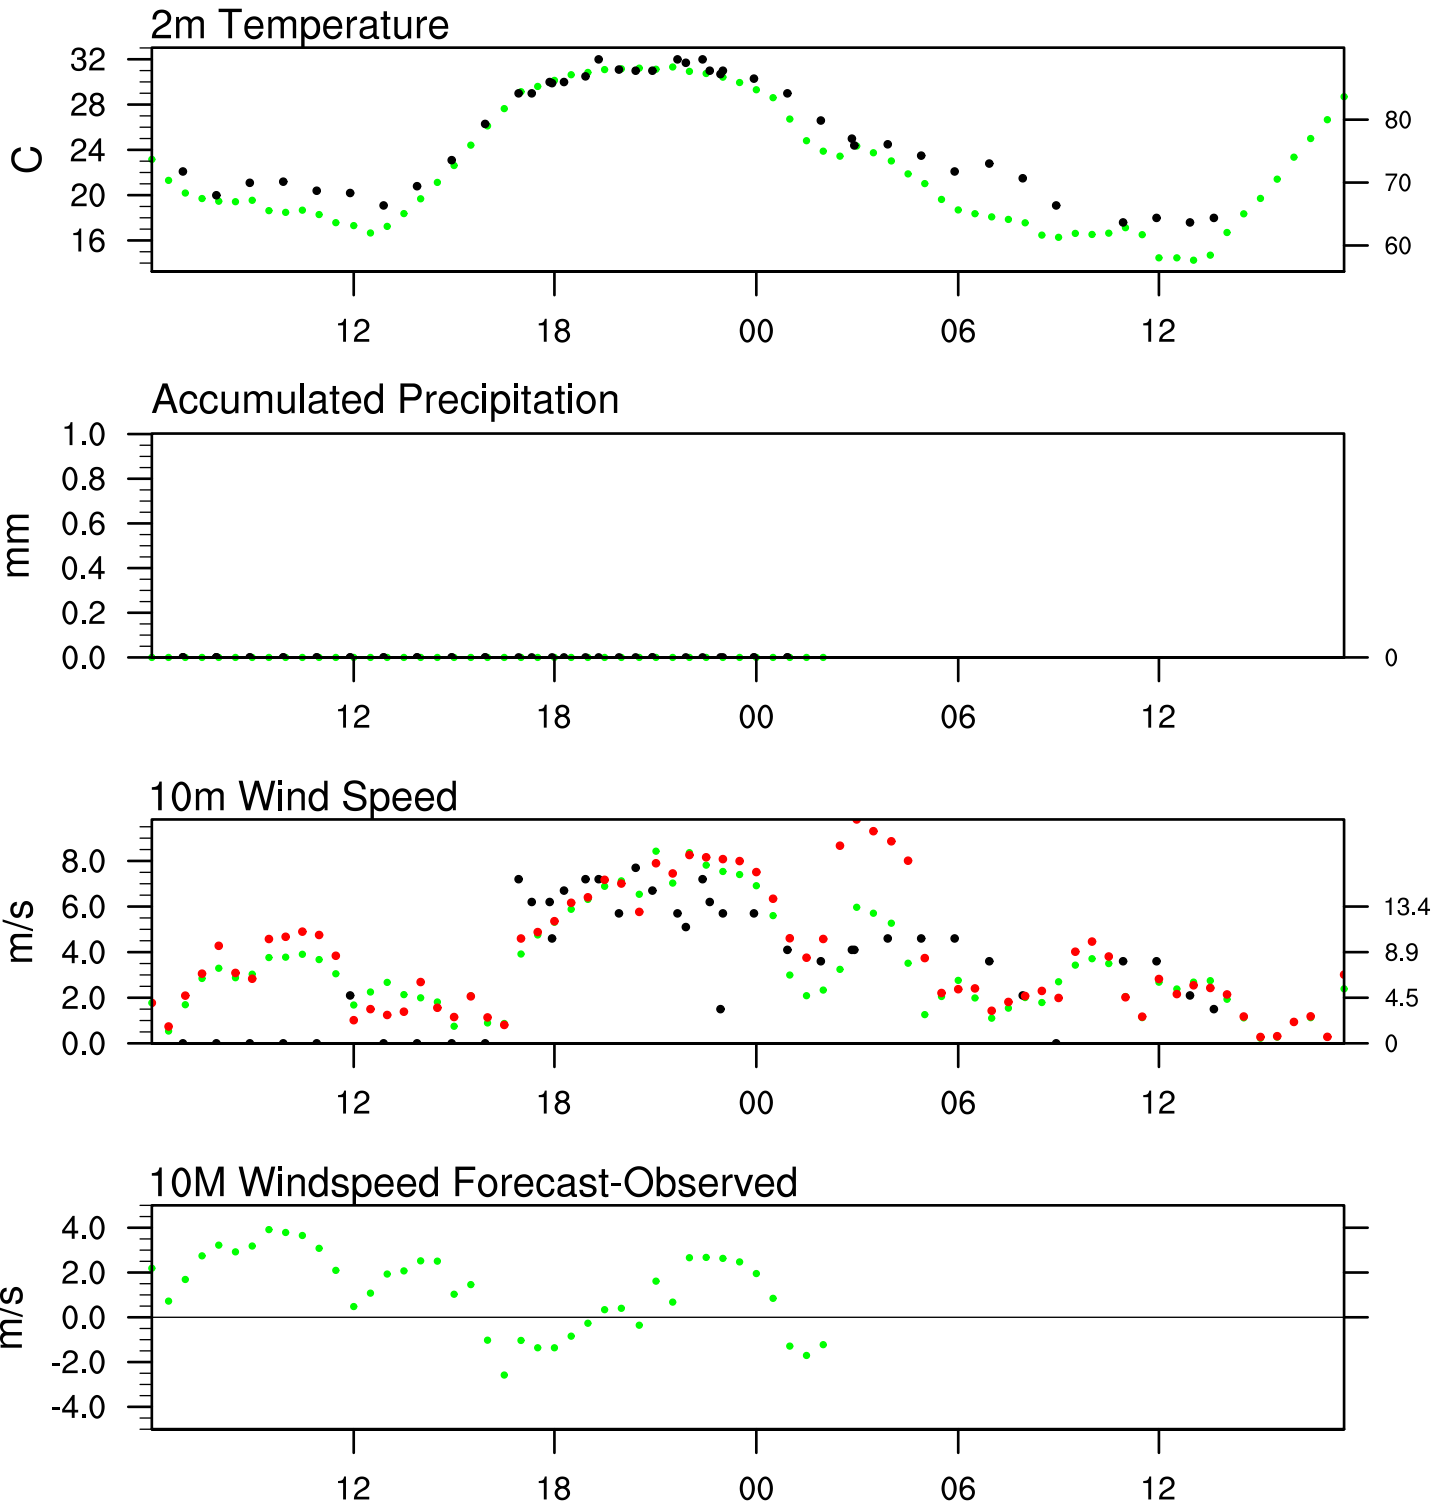 2m Temperature
32
28
24
20
16
C
80
70
60
12 18 00 06 12
Accumulated Precipitation
1.0
0.8
0.6
0.4
0.2
0.0
mm
0
12 18 00 06 12
10m Wind Speed
8.0
6.0
4.0
2.0
0.0
m/s
13.4
8.9
4.5
0
12 18 00 06 12
10M Windspeed Forecast-Observed
4.0
2.0
0.0
-2.0
-4.0
m/s
12 18 00 06 12